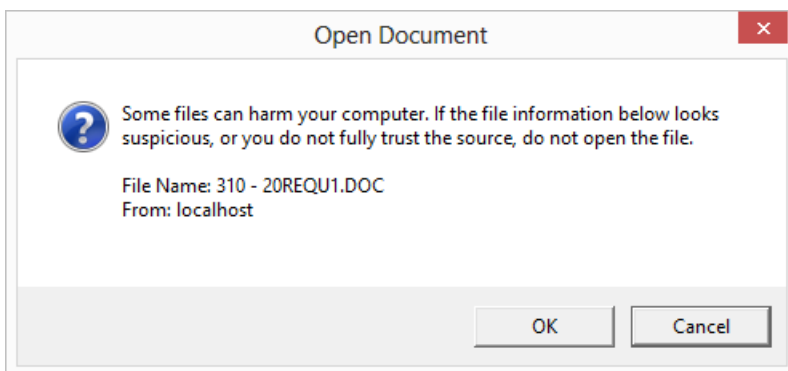 Open Document
Some files can harm your computer. If the file information below looks
suspicious, or you do not fully trust the source, do not open the file.
File Name: 310 - 20REQU1.DOC
From: localhost
OK
Cancel